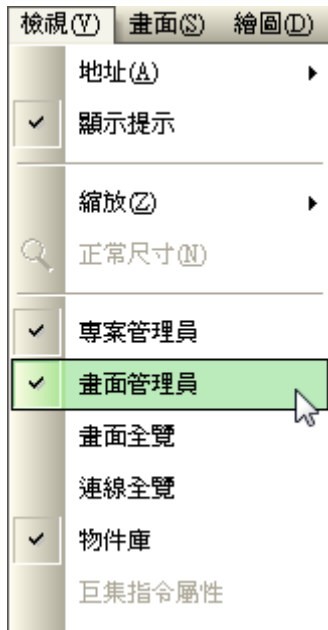 檢視(V) 畫面(S) 繪圖(D)
地址(A)
顯示提示
縮放(Z)
正常尺寸(N)
專案管理員
畫面管理員
畫面全覽
連線全覽
物件庫
巨集指令屬性